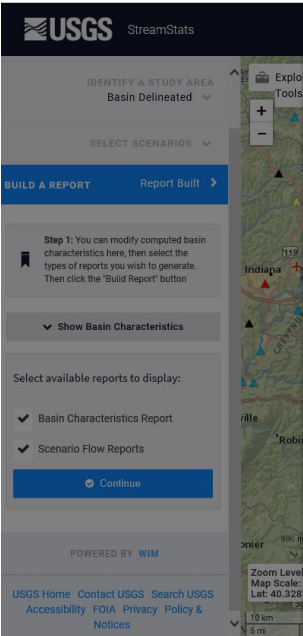 USGS StreamStats
IDENTIFY A STUDY AREA
Basin Delineated
SELECT SCENARIOS
BUILD A REPORT Report Built
Step 1: You can modify computed basin
characteristics here, then select the
types of reports you wish to generate.
Then click the "Build Report" button
Show Basin Characteristics
Select available reports to display:
Basin Characteristics Report
Scenario Flow Reports
Continue
POWERED BY WIM
USGS Home Contact USGS Search USGS
Accessibility FOIA Privacy Policy &
Notices
Explo
Tools
+
−
119
Indiana
ville
Robi
onier
Zoom Level
Map Scale:
Lat: 40.328
10 km
5 mi